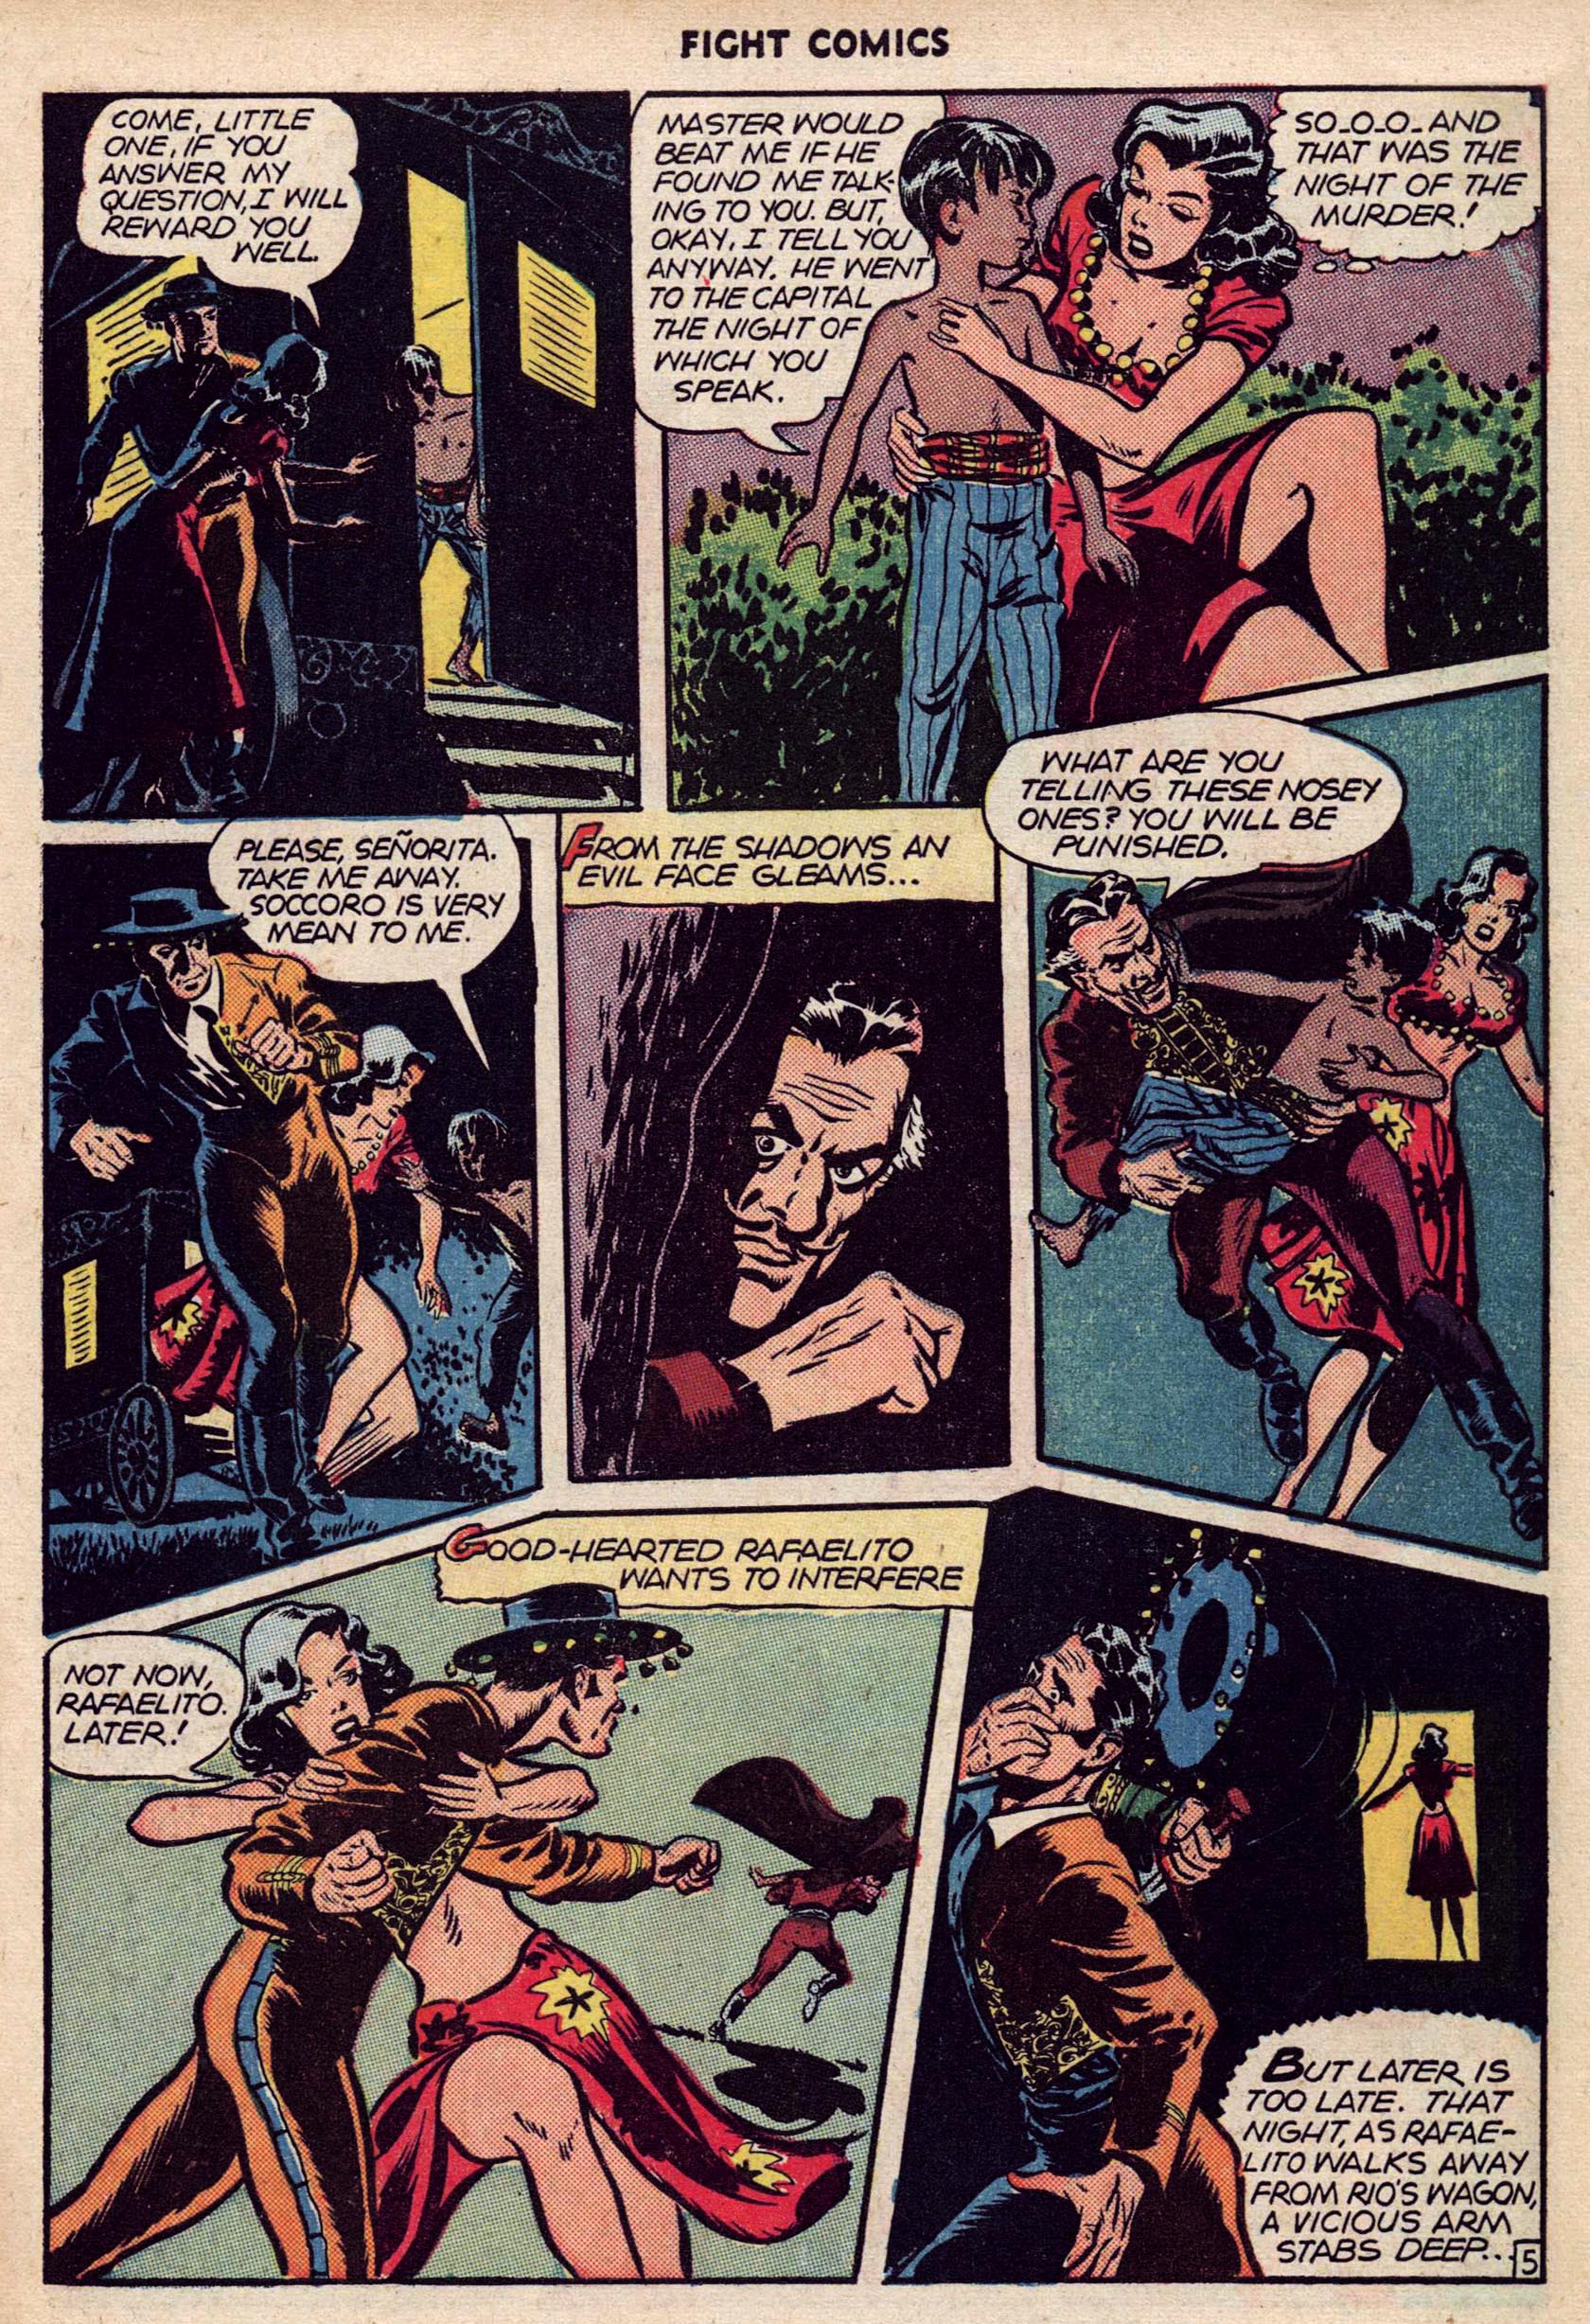 FIGHT COMICS
COME, LITTLE
ONE, IF YOU
ANSWER MY
QUESTION, I WILL
REWARD YOU
WELL.
MASTER WOULD
BEAT ME IF HE
FOUND ME TALK-
ING TO YOU. BUT,
OKAY, I TELL YOU
ANYWAY. HE WENT
TO THE CAPITAL
THE NIGHT OF
WHICH YOU
SPEAK.
SO-O-O- AND
THAT WAS THE
NIGHT OF THE
MURDER!
PLEASE, SEÑORITA.
TAKE ME AWAY.
SOCCORO IS VERY
MEAN TO ME.
FROM THE SHADOWS AN
EVIL FACE GLEAMS...
WHAT ARE YOU
TELLING THESE NOSEY
ONES? YOU WILL BE
PUNISHED.
GOOD-HEARTED RAFAELITO
WANTS TO INTERFERE
NOT NOW,
RAFAELITO.
LATER!
BUT LATER IS
TOO LATE. THAT
NIGHT, AS RAFAE-
LITO WALKS AWAY
FROM RIO'S WAGON,
A VICIOUS ARM
STABS DEEP...
5